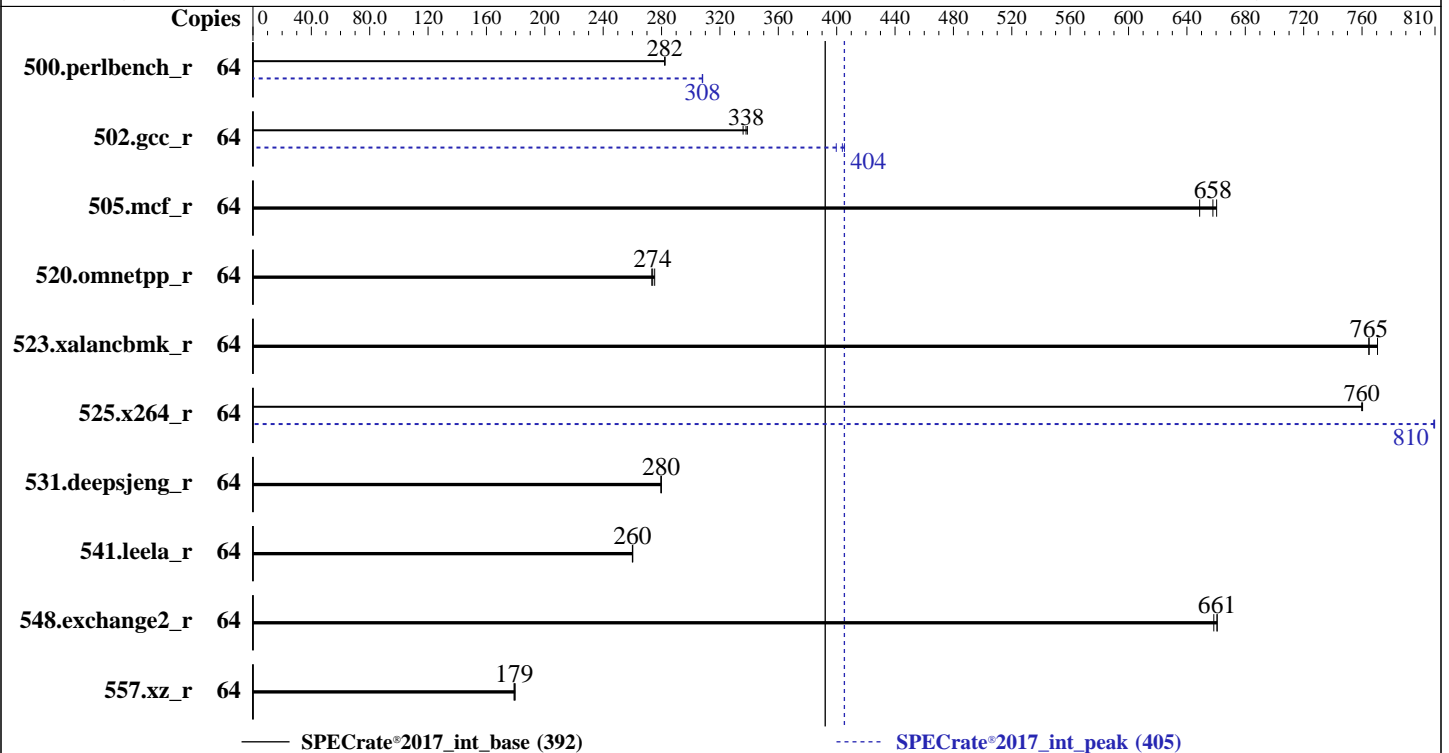 Copies 0 40.0 80.0 120 160 200 240 280 320 360 400 440 480 520 560 600 640 680 720 760 810
282
500.perlbench_r 64
308
338
502.gcc_r 64
404
658
505.mcf_r 64
274
520.omnetpp_r 64
765
523.xalancbmk_r 64
760
525.x264_r 64
810
280
531.deepsjeng_r 64
260
541.leela_r 64
661
548.exchange2_r 64
179
557.xz_r 64
SPECrate®2017_int_base (392) SPECrate®2017_int_peak (405)